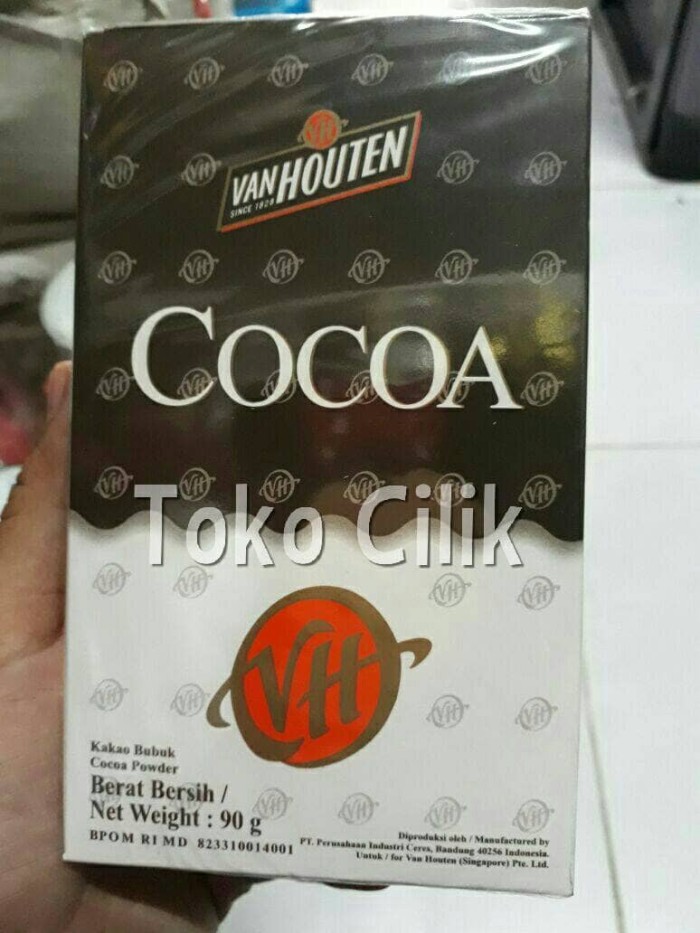 VH
VAN HOUTEN
SINCE 1828
COCOA
Toko Cilik
VH
Kakao Bubuk
Cocoa Powder
Berat Bersih /
Net Weight : 90 g
BPOM RI MD 823310014001
Diproduksi oleh / Manufactured by
PT. Perusahaan Industri Ceres, Bandung 40256 Indonesia.
Untuk / for Van Houten (Singapore) Pte. Ltd.